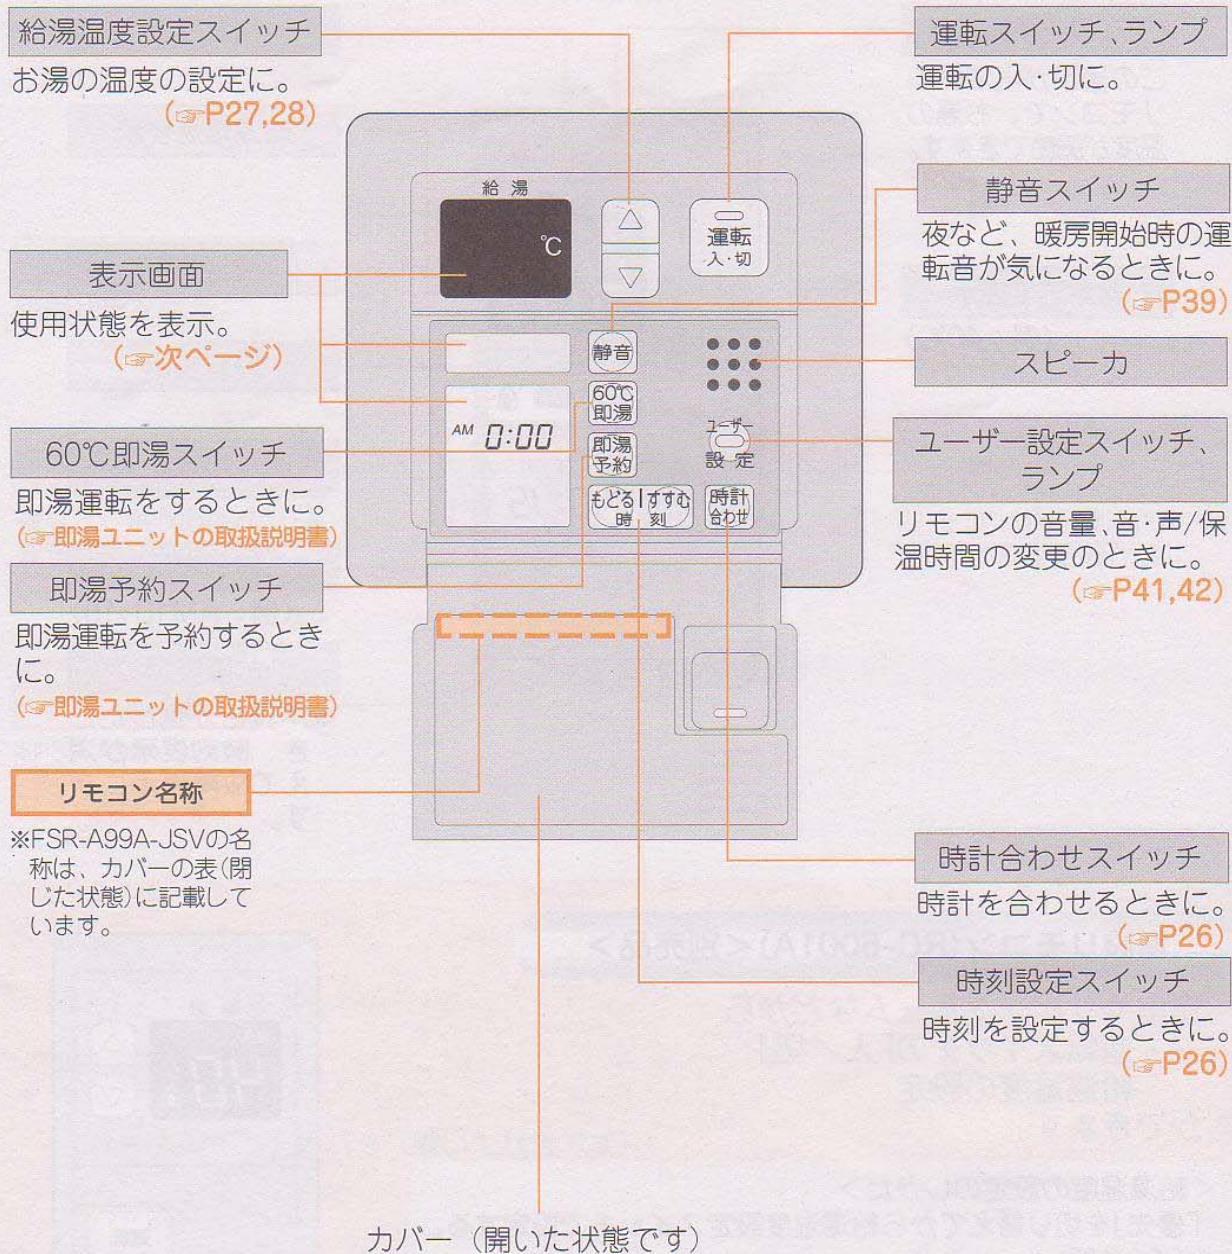 給湯温度設定スイッチ
お湯の温度の設定に。
(☞P27,28)
表示画面
使用状態を表示。
(☞次ページ)
60℃即湯スイッチ
即湯運転をするときに。
(☞即湯ユニットの取扱説明書)
即湯予約スイッチ
即湯運転を予約するとき
に。
(☞即湯ユニットの取扱説明書)
リモコン名称
※FSR-A99A-JSVの名
称は、カバーの表(閉
じた状態)に記載して
います。
給湯
℃
△
▽
運転
入・切
静音
60℃
即湯
AM 0:00
即湯
予約
ユーザー
設定
もどる|すすむ
時 刻
時計
合わせ
運転スイッチ、ランプ
運転の入・切に。
静音スイッチ
夜など、暖房開始時の運
転音が気になるときに。
(☞P39)
スピーカ
ユーザー設定スイッチ、
ランプ
リモコンの音量、音・声/保
温時間の変更のときに。
(☞P41,42)
時計合わせスイッチ
時計を合わせるときに。
(☞P26)
時刻設定スイッチ
時刻を設定するときに。
(☞P26)
カバー(開いた状態です)